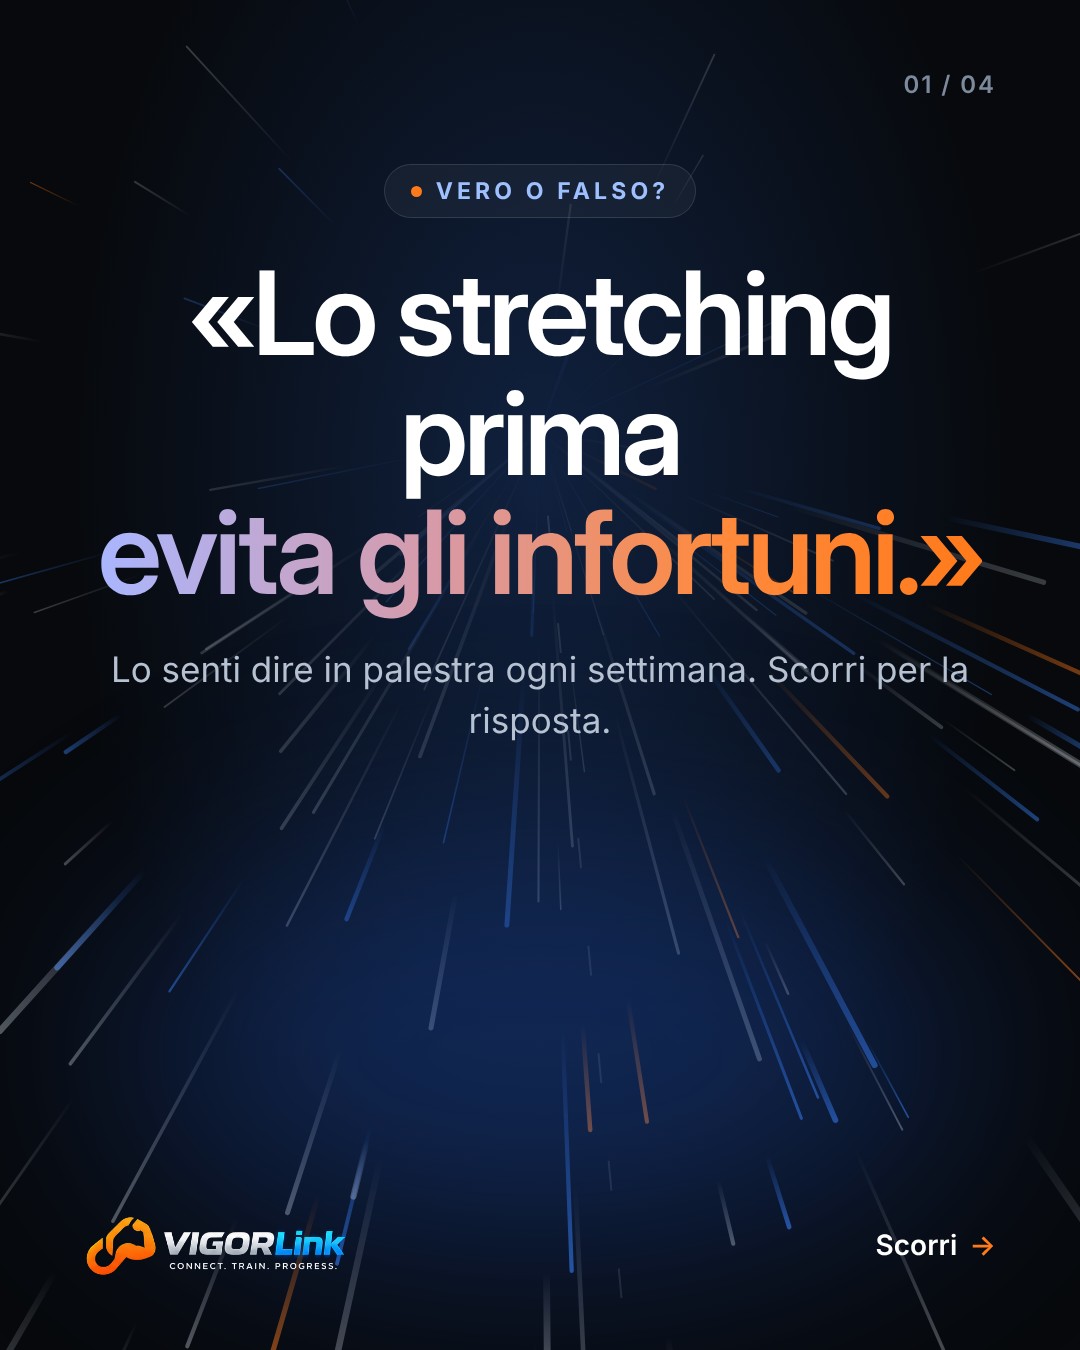 01 / 04
VERO O FALSO?
«Lo stretching
prima
evita gli infortuni.»
Lo senti dire in palestra ogni settimana. Scorri per la
risposta.
VIGORLink
CONNECT. TRAIN. PROGRESS.
Scorri →